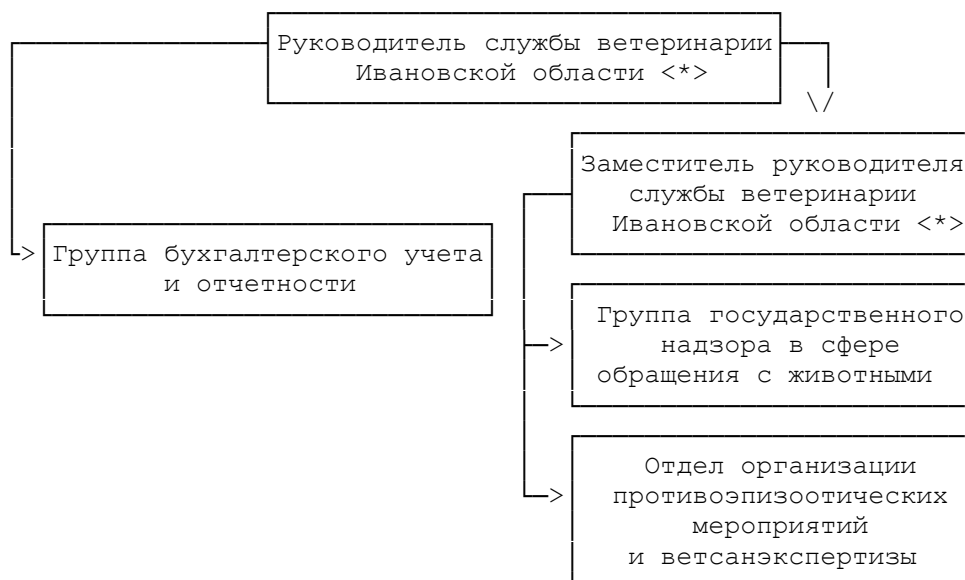 Руководитель службы ветеринарии
Ивановской области <*>
Заместитель руководителя
службы ветеринарии
Ивановской области <*>
Группа бухгалтерского учета
и отчетности
Группа государственного
надзора в сфере
обращения с животными
Отдел организации
противоэпизоотических
мероприятий
и ветсанэкспертизы